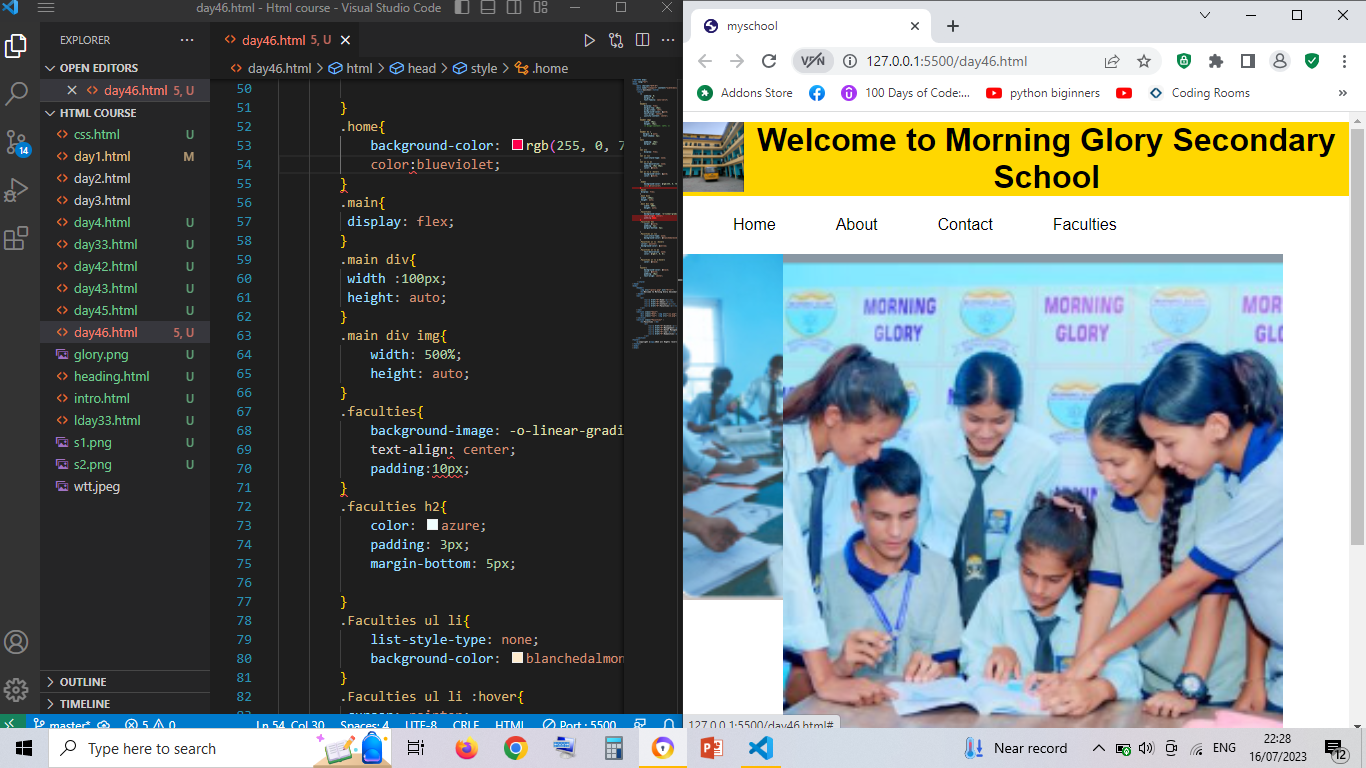 day46.html - Html course - Visual Studio Code
EXPLORER
OPEN EDITORS
day46.html 5, U
HTML COURSE
css.html U
day1.html M
day2.html
day3.html
day4.html U
day33.html U
day42.html U
day43.html U
day45.html U
day46.html 5, U
glory.png U
heading.html U
intro.html U
lday33.html U
s1.png U
s2.png U
wtt.jpeg
OUTLINE
TIMELINE
14
day46.html 5, U
day46.html > html > head > style > .home
50
51 }
52 .home{
53 background-color: rgb(255, 0, 7
54 color:blueviolet;
55 }
56 .main{
57 display: flex;
58 }
59 .main div{
60 width :100px;
61 height: auto;
62 }
63 .main div img{
64 width: 500%;
65 height: auto;
66 }
67 .faculties{
68 background-image: -o-linear-gradi
69 text-align: center;
70 padding:10px;
71 }
72 .faculties h2{
73 color: azure;
74 padding: 3px;
75 margin-bottom: 5px;
76
77 }
78 .Faculties ul li{
79 list-style-type: none;
80 background-color: blanchedalmon
81 }
82 .Faculties ul li :hover{
master* 5 0 Ln 54, Col 30 Spaces: 4 UTF-8 CRLF HTML Port : 5500
myschool
VPN 127.0.0.1:5500/day46.html
Addons Store 100 Days of Code:... python biginners Coding Rooms »
Welcome to Morning Glory Secondary
School
Home About Contact Faculties
MORNING
GLORY
MORNING
GLORY
127.0.0.1:5500/day46.html#
Type here to search
Near record
ENG
22:28
16/07/2023
12